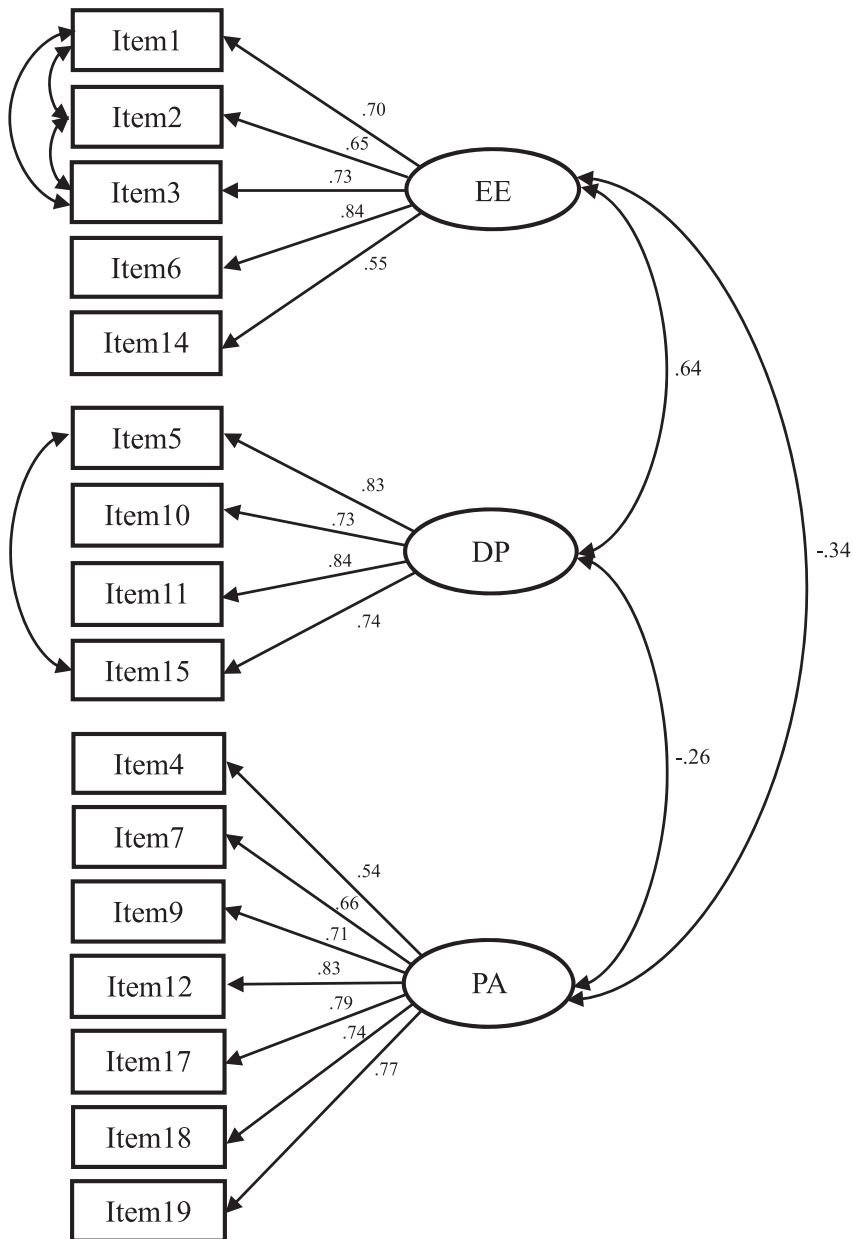 Item1
Item2
Item3
Item6
Item14
.70
.65
.73
.84
.55
EE
.64
-.34
Item5
Item10
Item11
Item15
.83
.73
.84
.74
DP
-.26
Item4
Item7
Item9
Item12
Item17
Item18
Item19
.54
.66
.71
.83
.79
.74
.77
PA